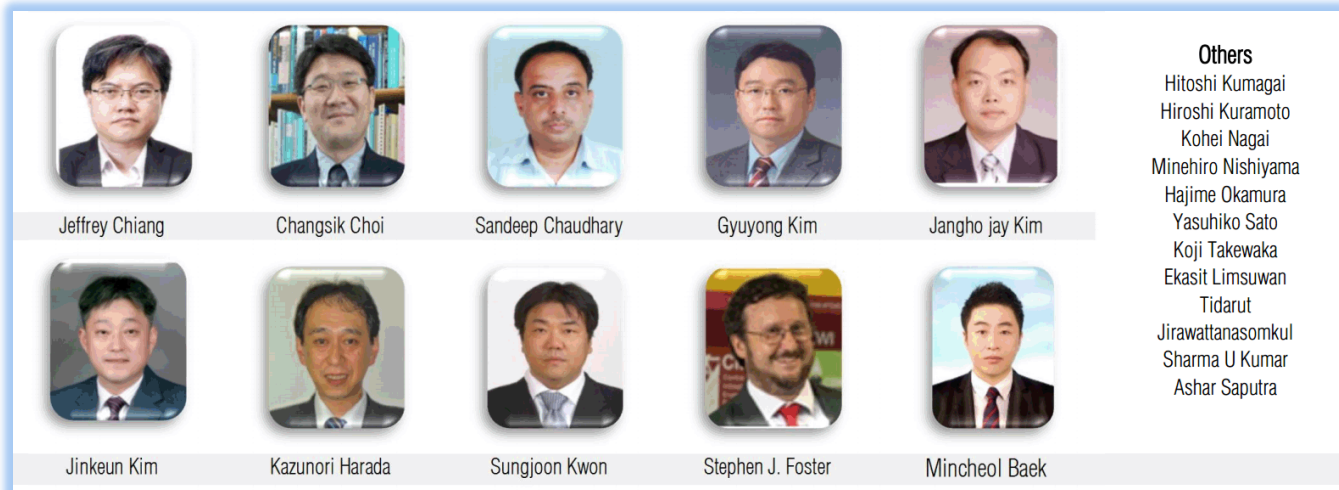 Jeffrey Chiang
Changsik Choi
Sandeep Chaudhary
Gyuyong Kim
Jangho jay Kim
Jinkeun Kim
Kazunori Harada
Sungjoon Kwon
Stephen J. Foster
Mincheol Baek
Others
Hitoshi Kumagai
Hiroshi Kuramoto
Kohei Nagai
Minehiro Nishiyama
Hajime Okamura
Yasuhiko Sato
Koji Takewaka
Ekasit Limsuwan
Tidarut
Jirawattanasomkul
Sharma U Kumar
Ashar Saputra